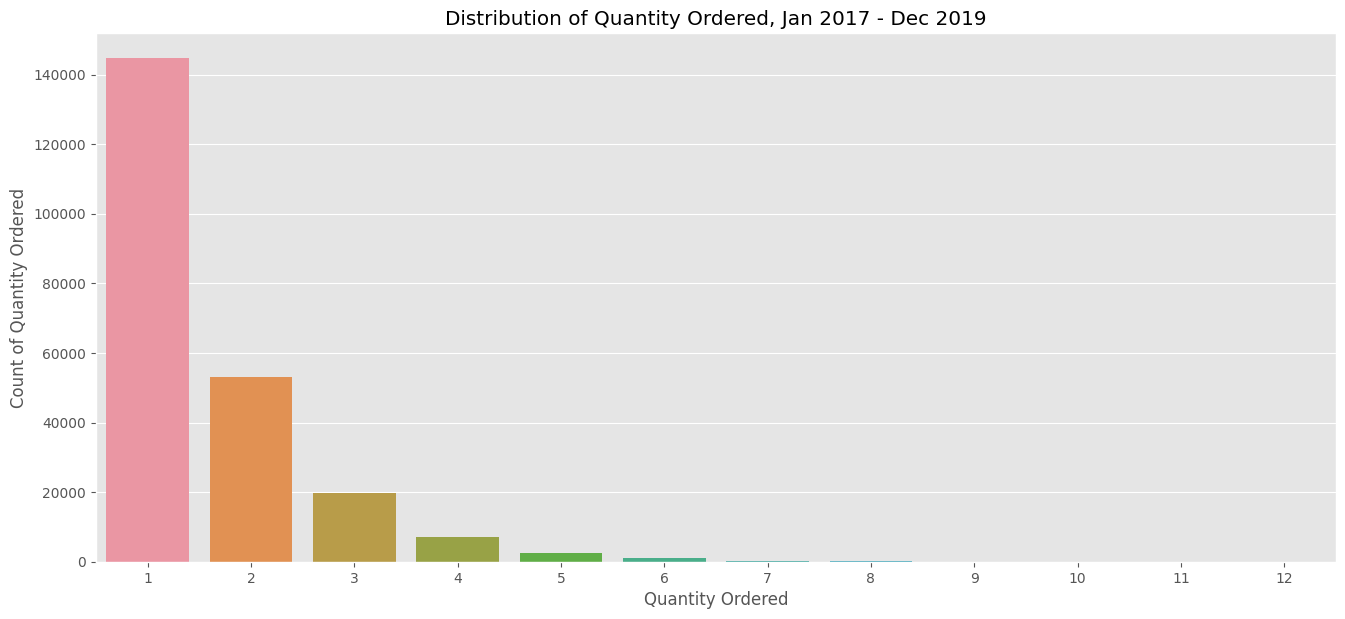 Distribution of Quantity Ordered, Jan 2017 - Dec 2019
Count of Quantity Ordered
140000
120000
100000
80000
60000
40000
20000
0
1 2 3 4 5 6 7 8 9 10 11 12
Quantity Ordered